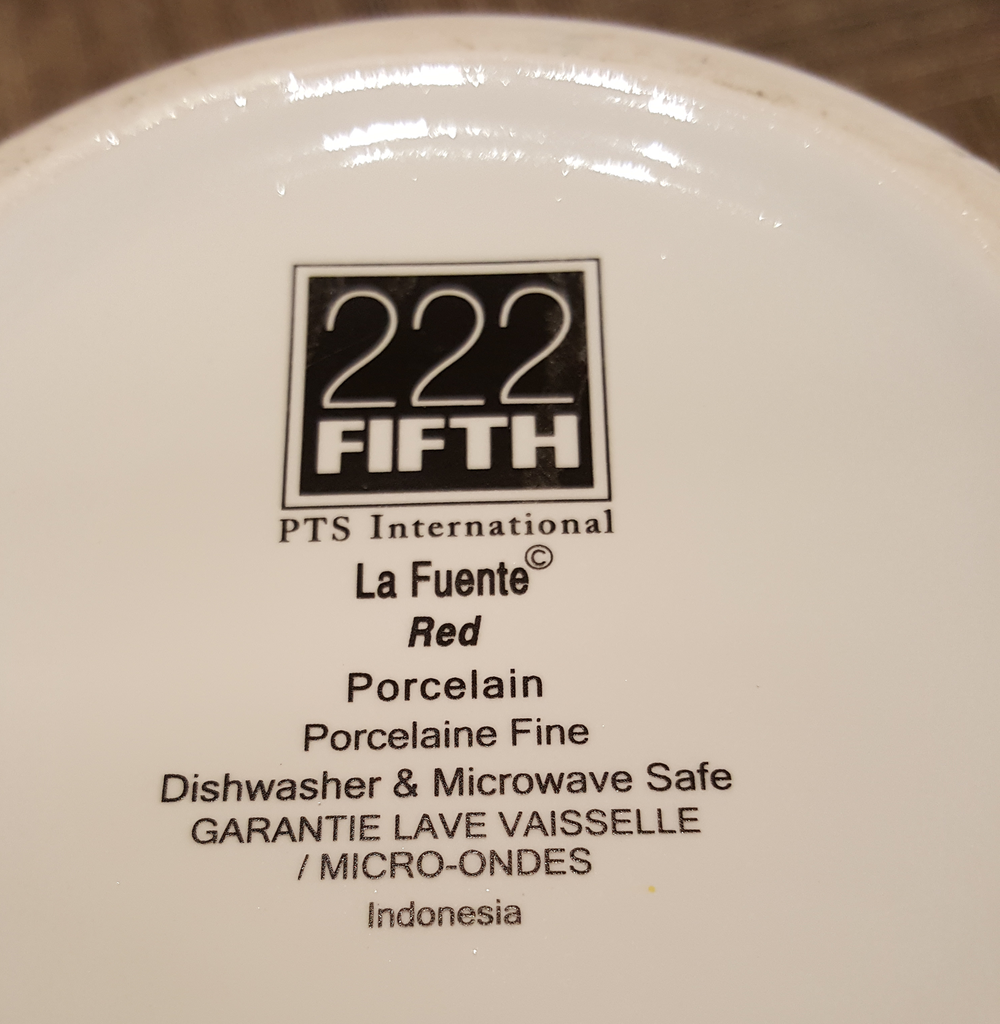 222
FIFTH
PTS International
La Fuente©
Red
Porcelain
Porcelaine Fine
Dishwasher & Microwave Safe
GARANTIE LAVE VAISSELLE
/ MICRO-ONDES
Indonesia